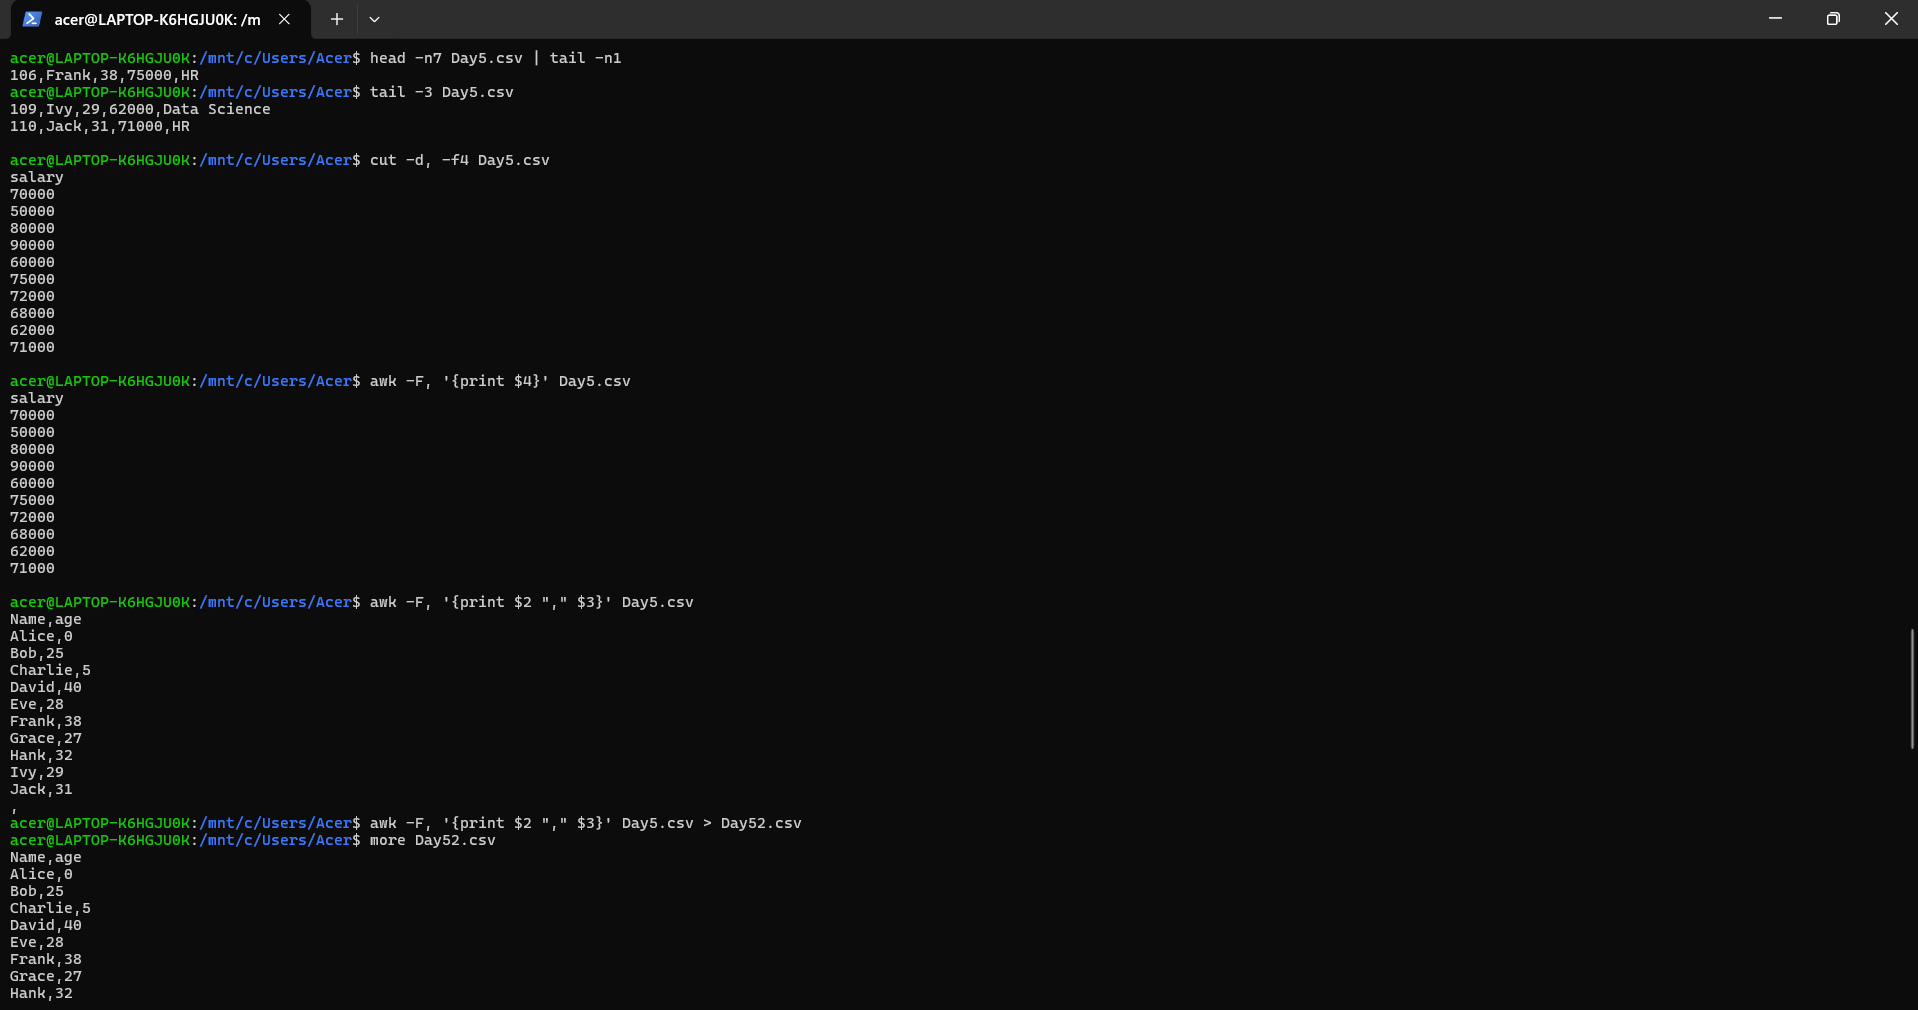 acer@LAPTOP-K6HGJU0K: /m
acer@LAPTOP-K6HGJU0K:/mnt/c/Users/Acer$ head -n7 Day5.csv | tail -n1
106,Frank,38,75000,HR
acer@LAPTOP-K6HGJU0K:/mnt/c/Users/Acer$ tail -3 Day5.csv
109,Ivy,29,62000,Data Science
110,Jack,31,71000,HR
acer@LAPTOP-K6HGJU0K:/mnt/c/Users/Acer$ cut -d, -f4 Day5.csv
salary
70000
50000
80000
90000
60000
75000
72000
68000
62000
71000
acer@LAPTOP-K6HGJU0K:/mnt/c/Users/Acer$ awk -F, '{print $4}' Day5.csv
salary
70000
50000
80000
90000
60000
75000
72000
68000
62000
71000
acer@LAPTOP-K6HGJU0K:/mnt/c/Users/Acer$ awk -F, '{print $2 "," $3}' Day5.csv
Name,age
Alice,0
Bob,25
Charlie,5
David,40
Eve,28
Frank,38
Grace,27
Hank,32
Ivy,29
Jack,31
,
acer@LAPTOP-K6HGJU0K:/mnt/c/Users/Acer$ awk -F, '{print $2 "," $3}' Day5.csv > Day52.csv
acer@LAPTOP-K6HGJU0K:/mnt/c/Users/Acer$ more Day52.csv
Name,age
Alice,0
Bob,25
Charlie,5
David,40
Eve,28
Frank,38
Grace,27
Hank,32